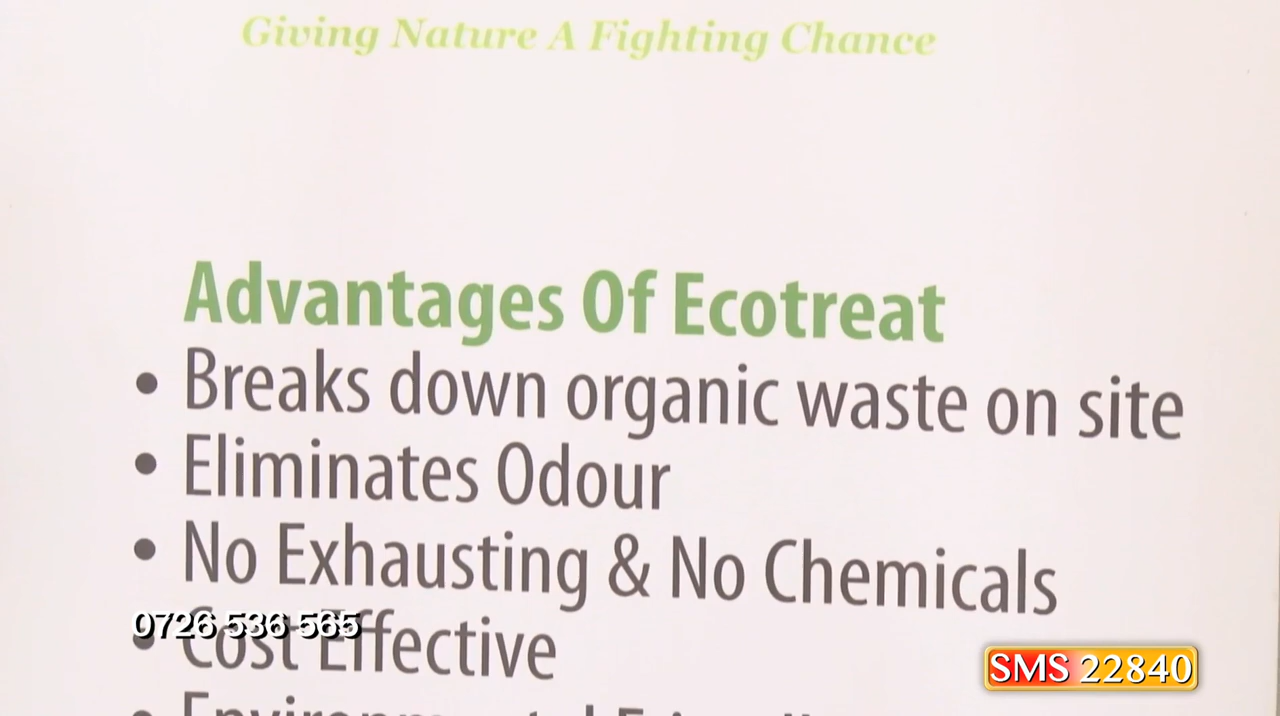 Giving Nature A Fighting Chance
Advantages Of Ecotreat
• Breaks down organic waste on site
• Eliminates Odour
• No Exhausting & No Chemicals
0726 536 565
• Cost Effective
SMS 22840